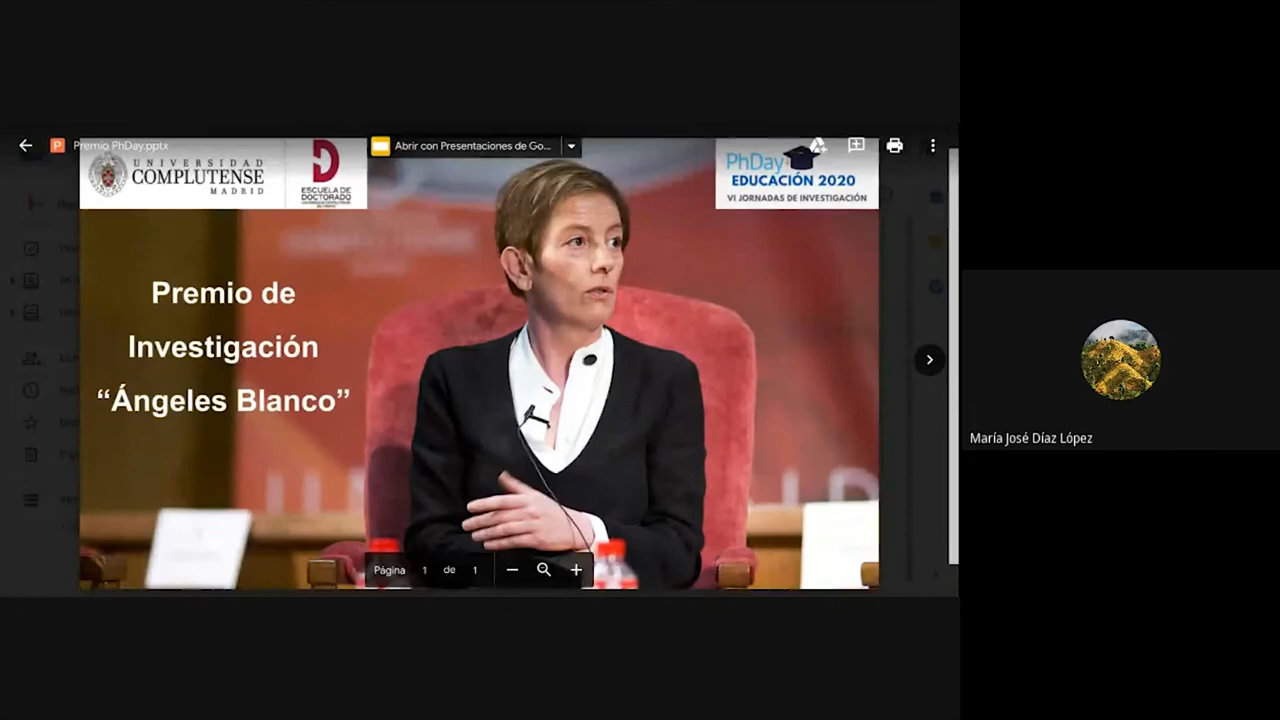 Premio PhDay.pptx
Abrir con Presentaciones de Go...
UNIVERSIDAD
COMPLUTENSE
MADRID
ESCUELA DE
DOCTORADO
PhDay
EDUCACIÓN 2020
VI JORNADAS DE INVESTIGACIÓN
Premio de
Investigación
“Ángeles Blanco”
Página 1 de 1
María José Díaz López